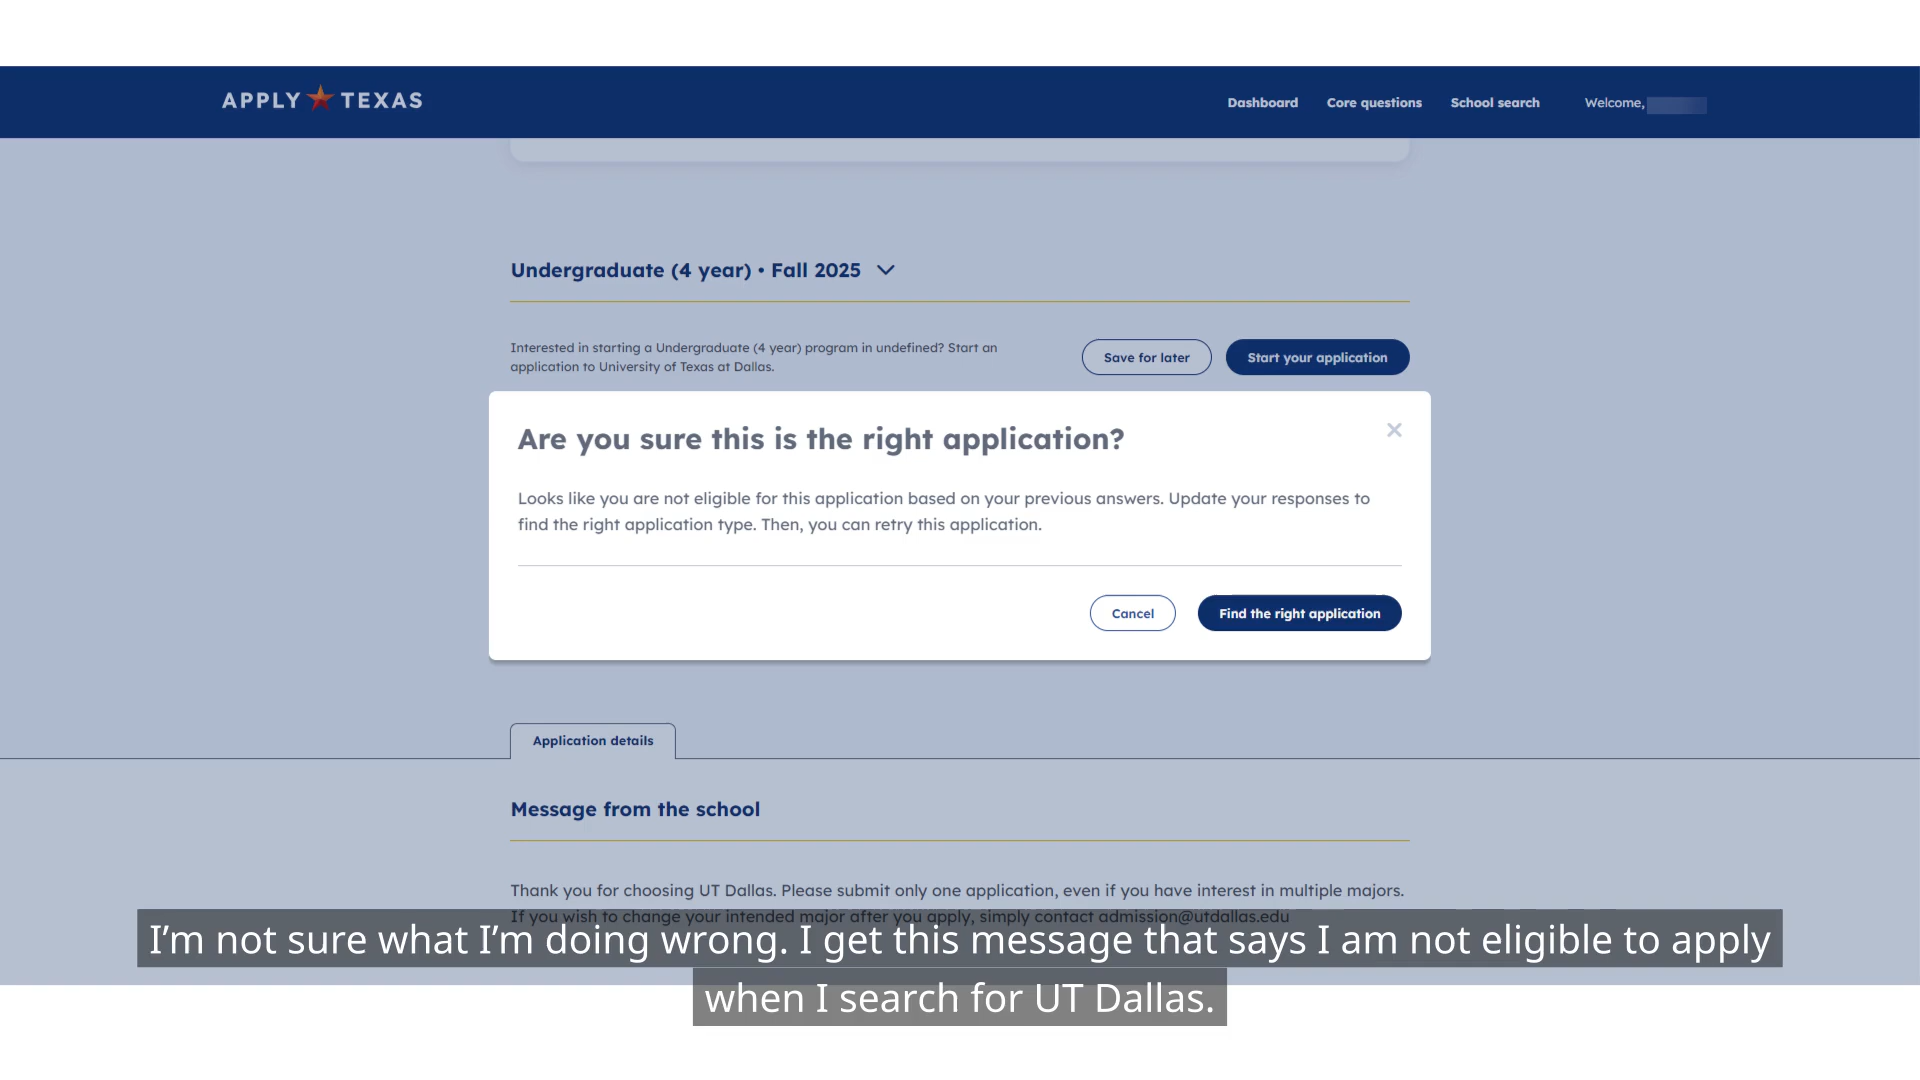 APPLY TEXAS
Dashboard Core questions School search Welcome,
Undergraduate (4 year) • Fall 2025
Interested in starting a Undergraduate (4 year) program in undefined? Start an
application to University of Texas at Dallas.
Save for later Start your application
Are you sure this is the right application?
Looks like you are not eligible for this application based on your previous answers. Update your responses to
find the right application type. Then, you can retry this application.
Cancel Find the right application
Application details
Message from the school
Thank you for choosing UT Dallas. Please submit only one application, even if you have interest in multiple majors.
If you wish to change your intended major after you apply, simply contact admission@utdallas.edu
I’m not sure what I’m doing wrong. I get this message that says I am not eligible to apply
when I search for UT Dallas.